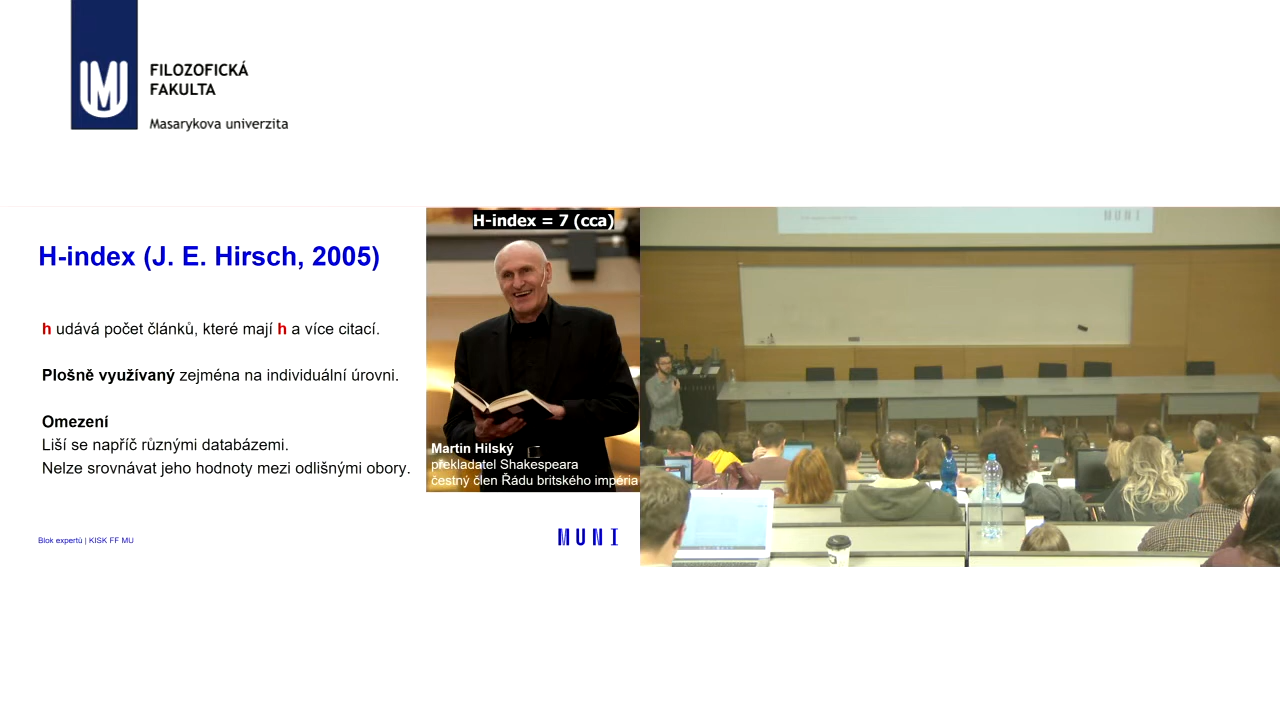 FILOZOFICKÁ
FAKULTA
Masarykova univerzita
H-index (J. E. Hirsch, 2005)
h udává počet článků, které mají h a více citací.
Plošně využívaný zejména na individuální úrovni.
Omezení
Liší se napříč různými databázemi.
Nelze srovnávat jeho hodnoty mezi odlišnými obory.
H-index = 7 (cca)
Martin Hilský
překladatel Shakespeara
čestný člen Řádu britského impéria
Blok expertů | KISK FF MU
MUNI
MUNI